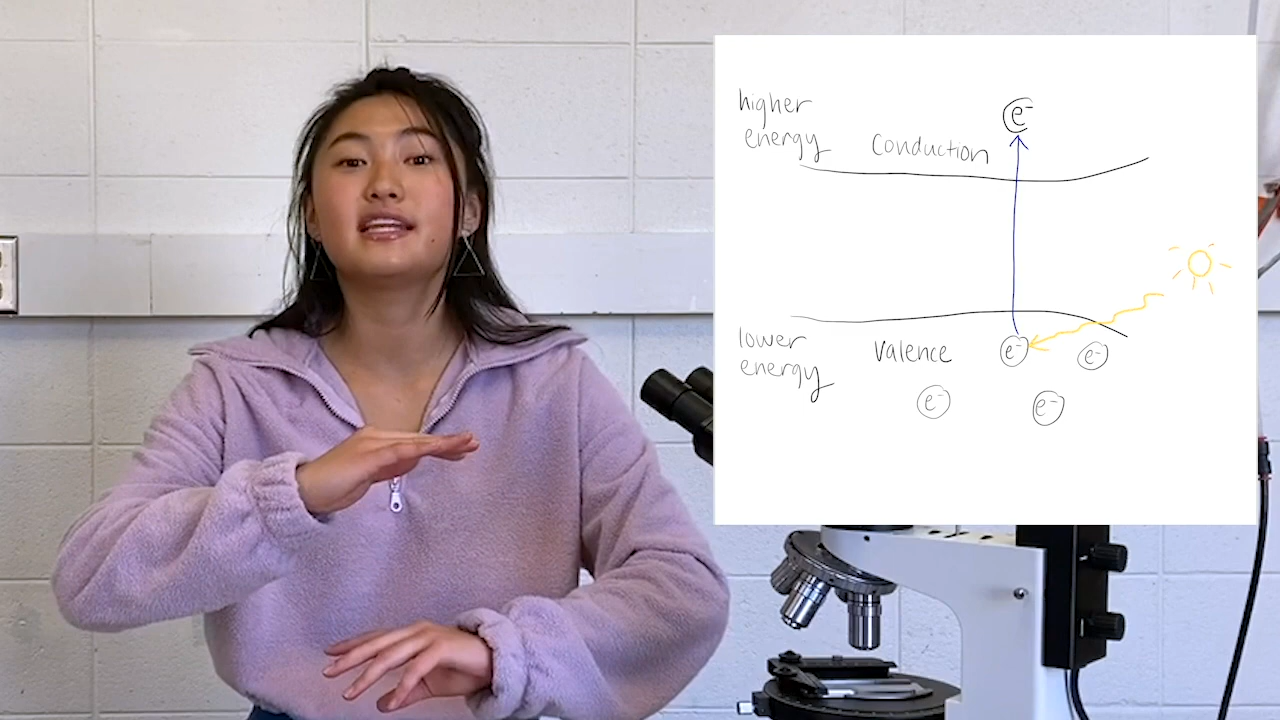 higher
energy
Conduction
e-
lower
energy
Valence
e-
e-
e-
e-